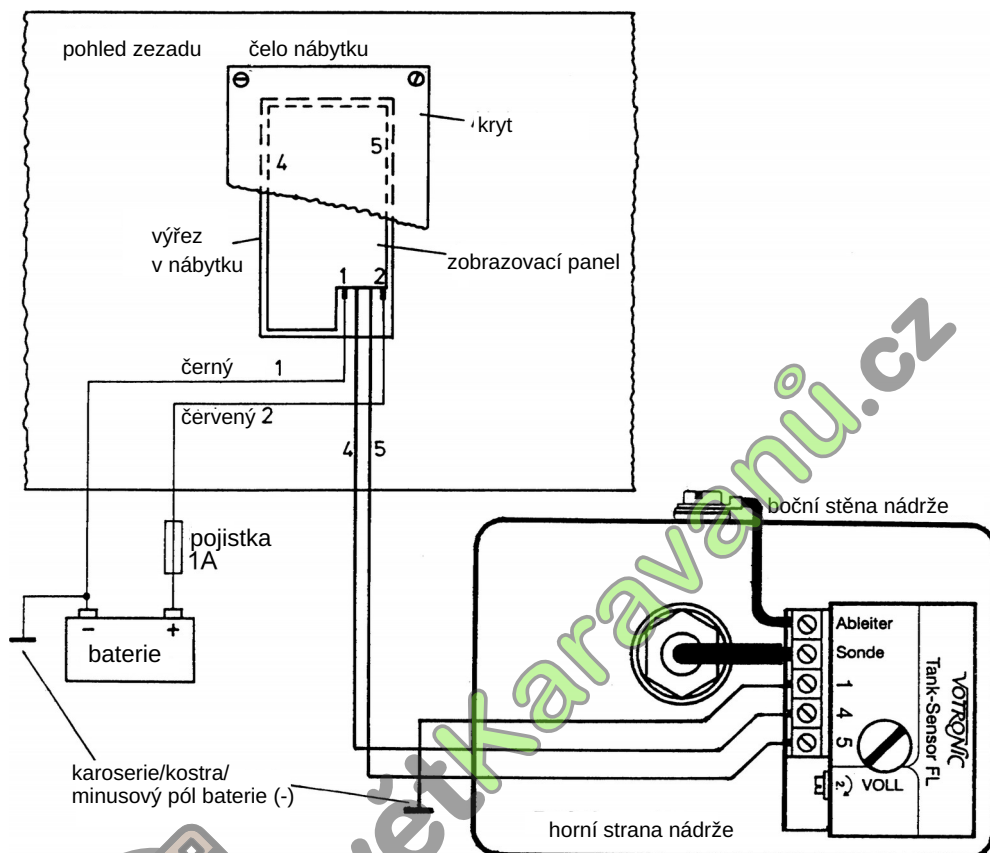 pohled zezadu čelo nábytku
kryt
5
4
výřez
v nábytku
zobrazovací panel
1 2
černý 1
červený 2
4 5
boční stěna nádrže
pojistka
1A
- +
baterie
Ableiter
Sonde
1
4
5
VOTRONIC
Tank-Sensor FL
2
VOLL
karoserie/kostra/
minusový pól baterie (-)
horní strana nádrže
světKaravanů.cz